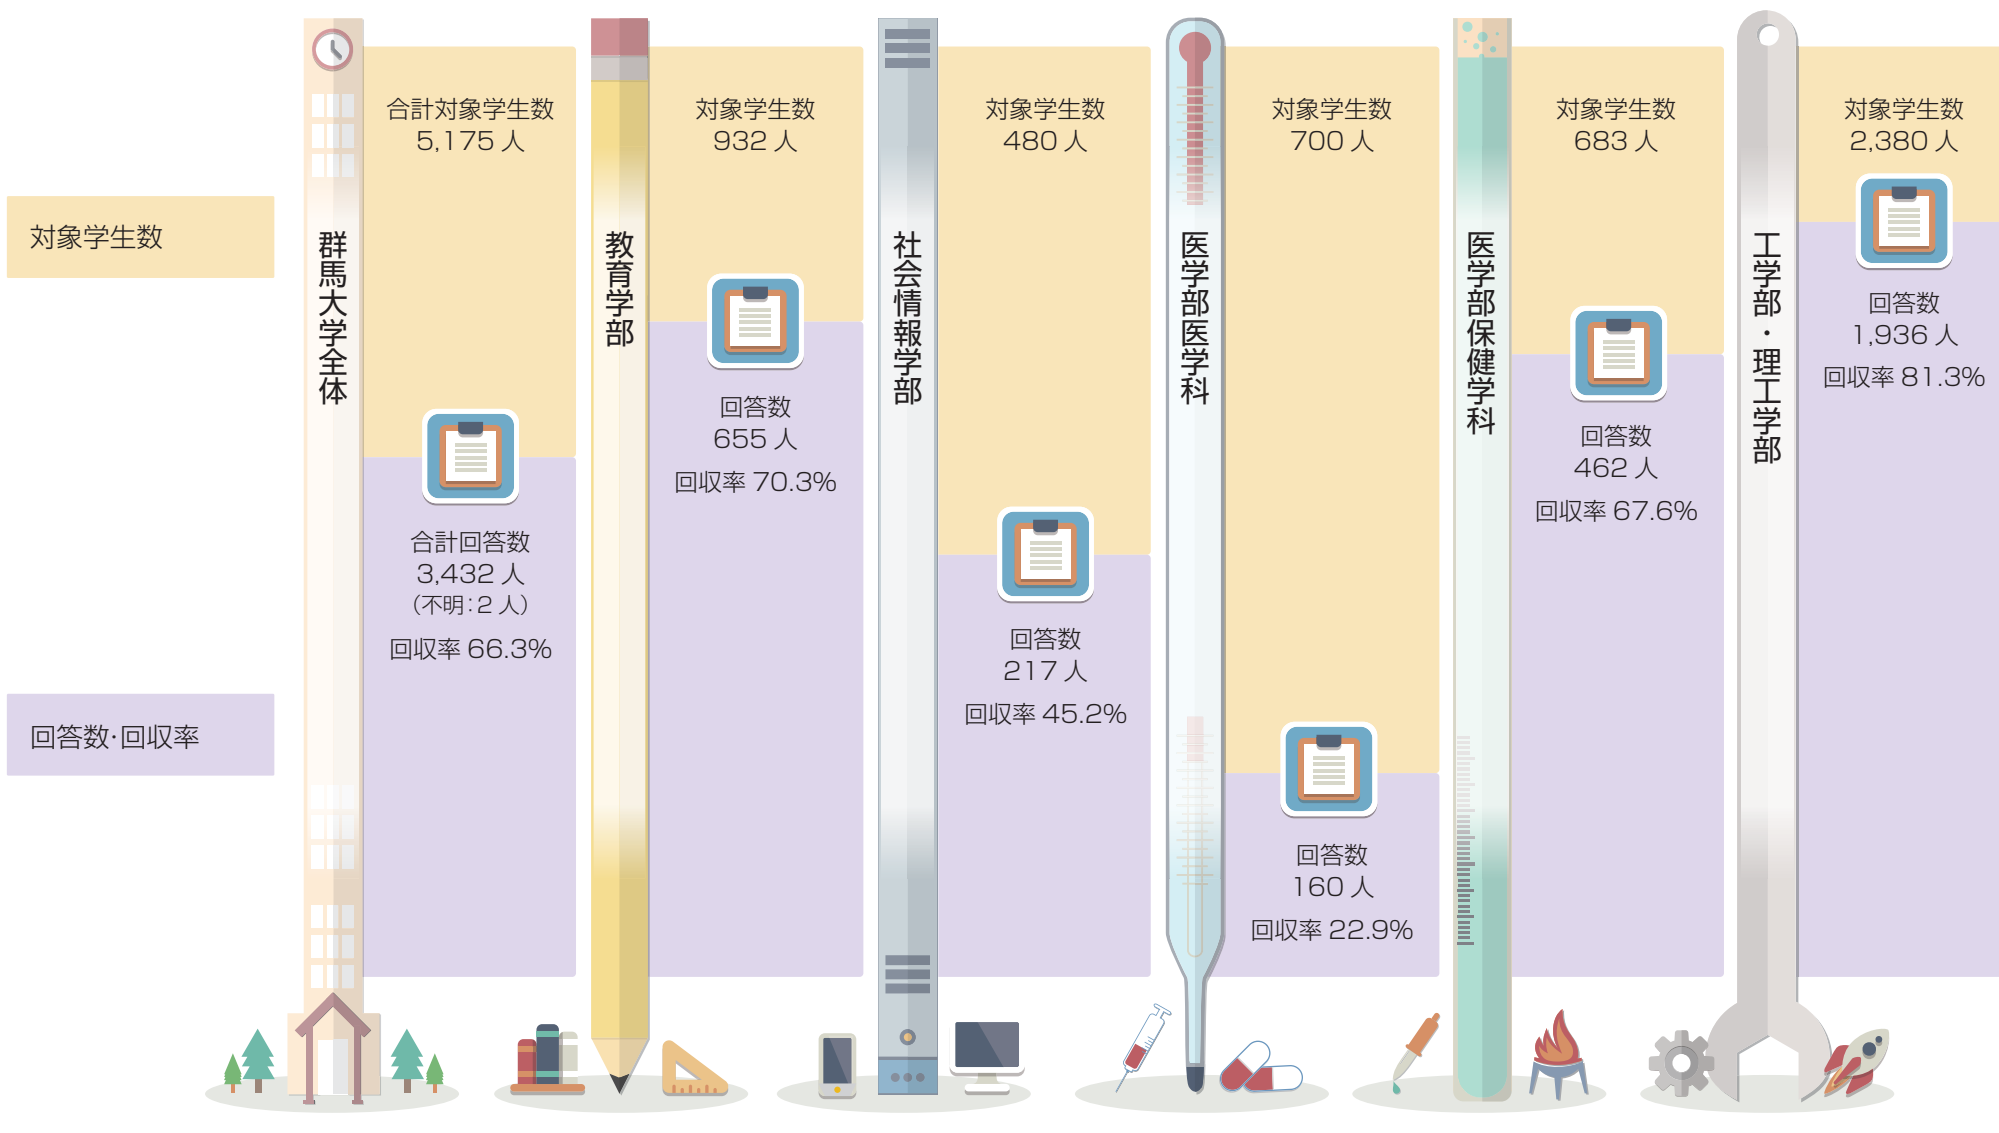 対象学生数
回答数・回収率
群馬大学全体
合計対象学生数
5,175 人
合計回答数
3,432 人
（不明：2 人）
回収率 66.3%
教育学部
対象学生数
932 人
回答数
655 人
回収率 70.3%
社会情報学部
対象学生数
480 人
回答数
217 人
回収率 45.2%
医学部医学科
対象学生数
700 人
回答数
160 人
回収率 22.9%
医学部保健学科
対象学生数
683 人
回答数
462 人
回収率 67.6%
工学部・理工学部
対象学生数
2,380 人
回答数
1,936 人
回収率 81.3%